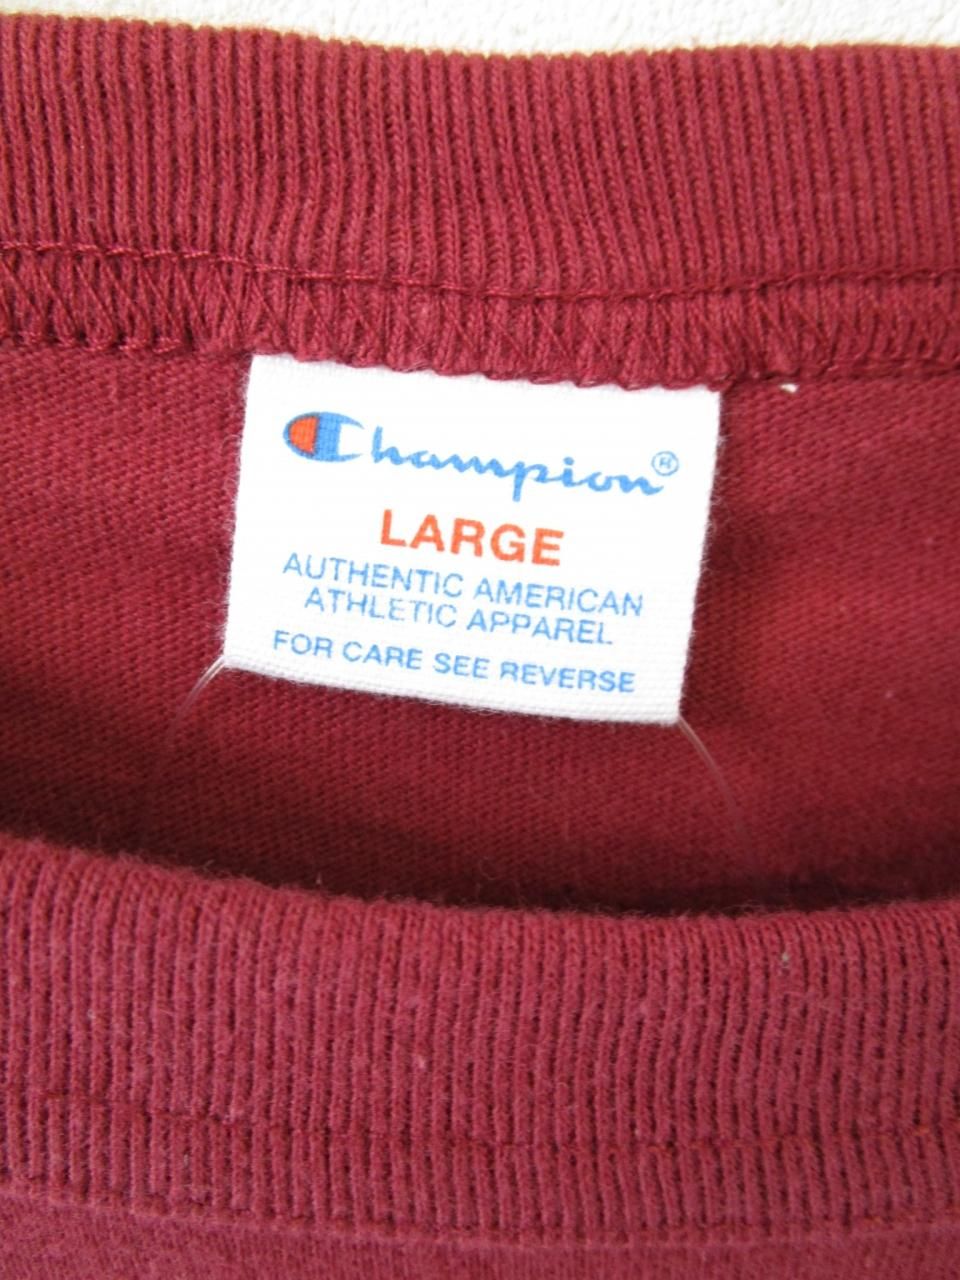 Champion®
LARGE
AUTHENTIC AMERICAN
ATHLETIC APPAREL
FOR CARE SEE REVERSE